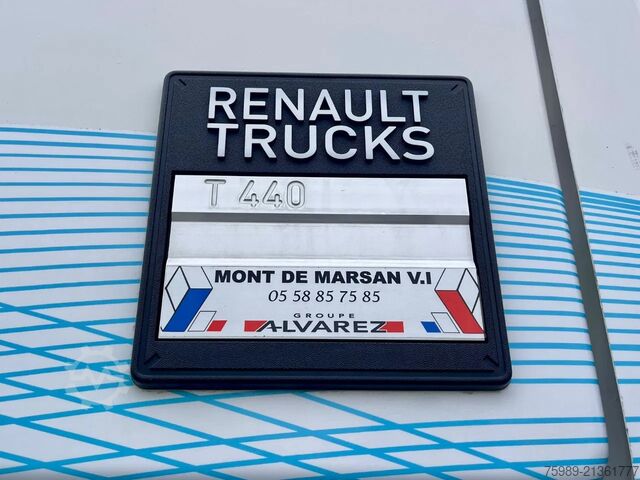 RENAULT
TRUCKS
T 440
MONT DE MARSAN V.I
05 58 85 75 85
GROUPE
ALVAREZ
75989-21361777